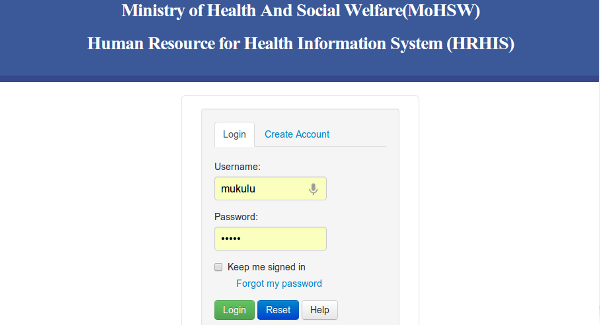 Ministry of Health And Social Welfare(MoHSW)
Human Resource for Health Information System (HRHIS)
Login Create Account
Username:
mukulu
Password:
•••••
Keep me signed in
Forgot my password
Login Reset Help